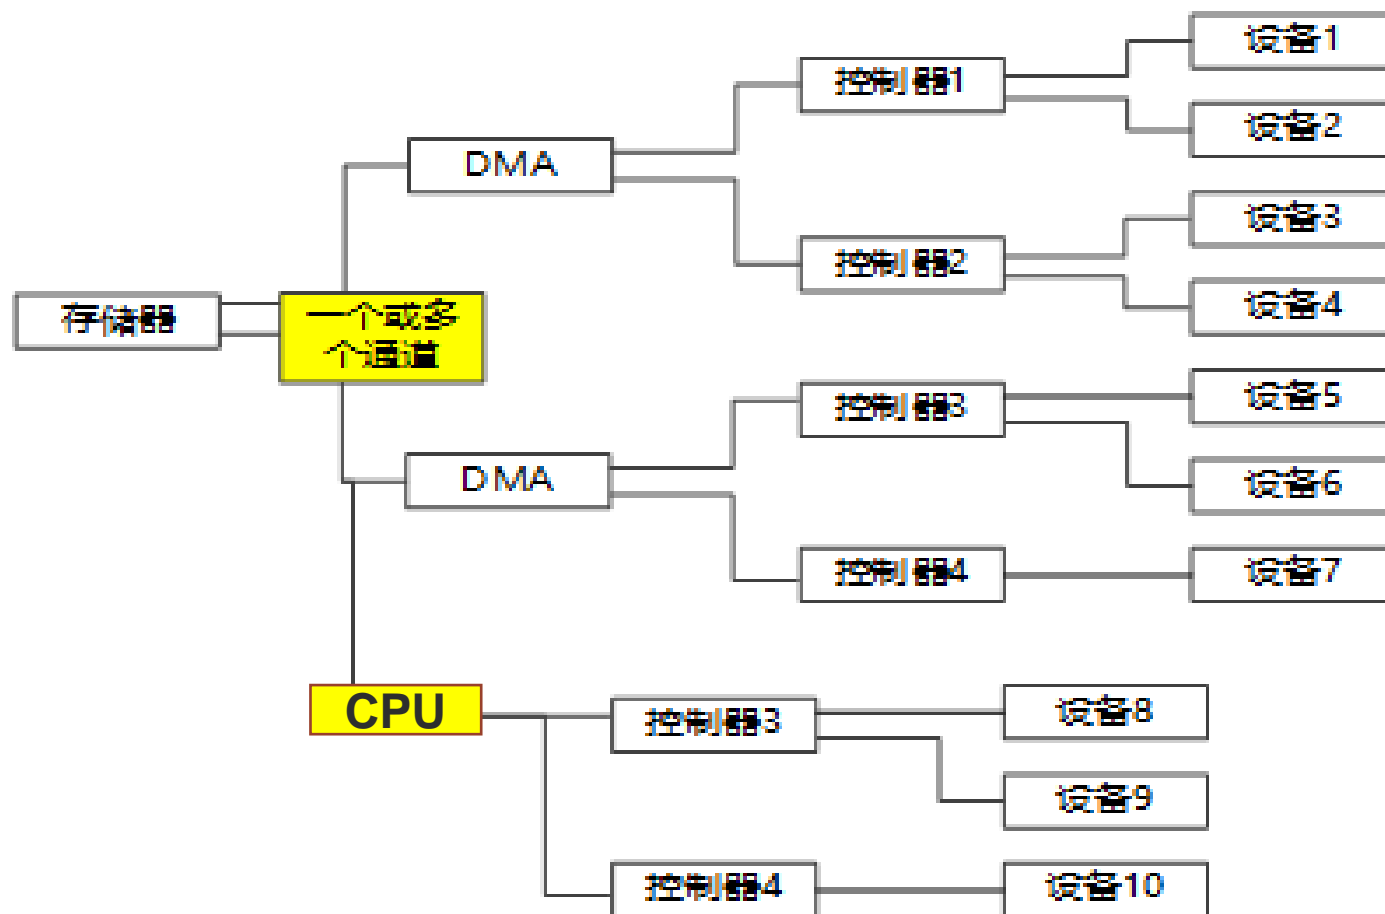 设备1
控制器1
设备2
DMA
设备3
控制器2
设备4
存储器
一个或多
个通道
设备5
控制器3
DMA
设备6
控制器4
设备7
CPU
控制器3
设备8
设备9
控制器4
设备10